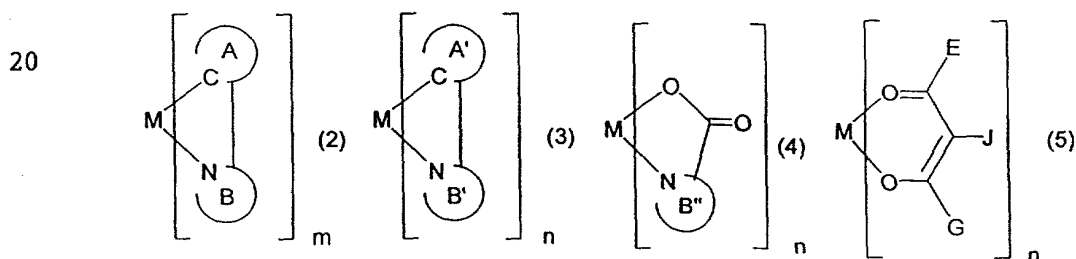 20
A A' E
C C O O J
M (2) M (3) M O (4) M (5)
N N N O
B B' B" G
m n n n